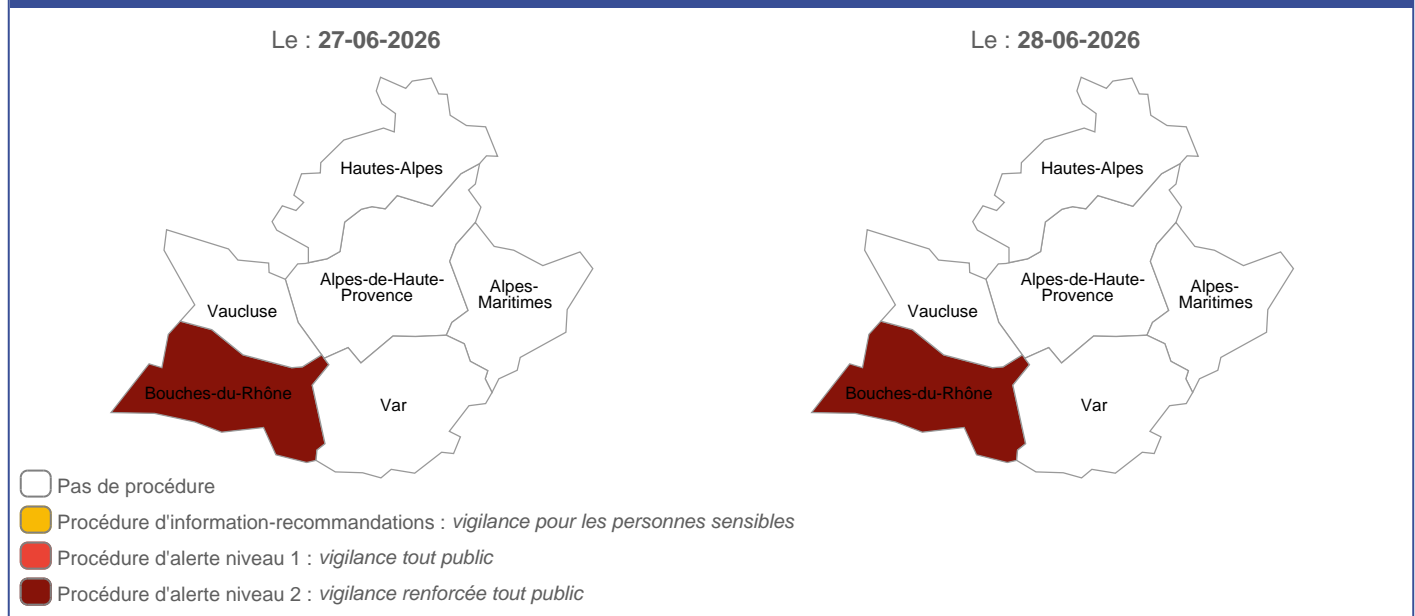 Le : 27-06-2026
Hautes-Alpes
Alpes-de-Haute-
Provence
Alpes-
Maritimes
Vaucluse
Bouches-du-Rhône
Var
Le : 28-06-2026
Hautes-Alpes
Alpes-de-Haute-
Provence
Alpes-
Maritimes
Vaucluse
Bouches-du-Rhône
Var
Pas de procédure
Procédure d'information-recommandations : vigilance pour les personnes sensibles
Procédure d'alerte niveau 1 : vigilance tout public
Procédure d'alerte niveau 2 : vigilance renforcée tout public